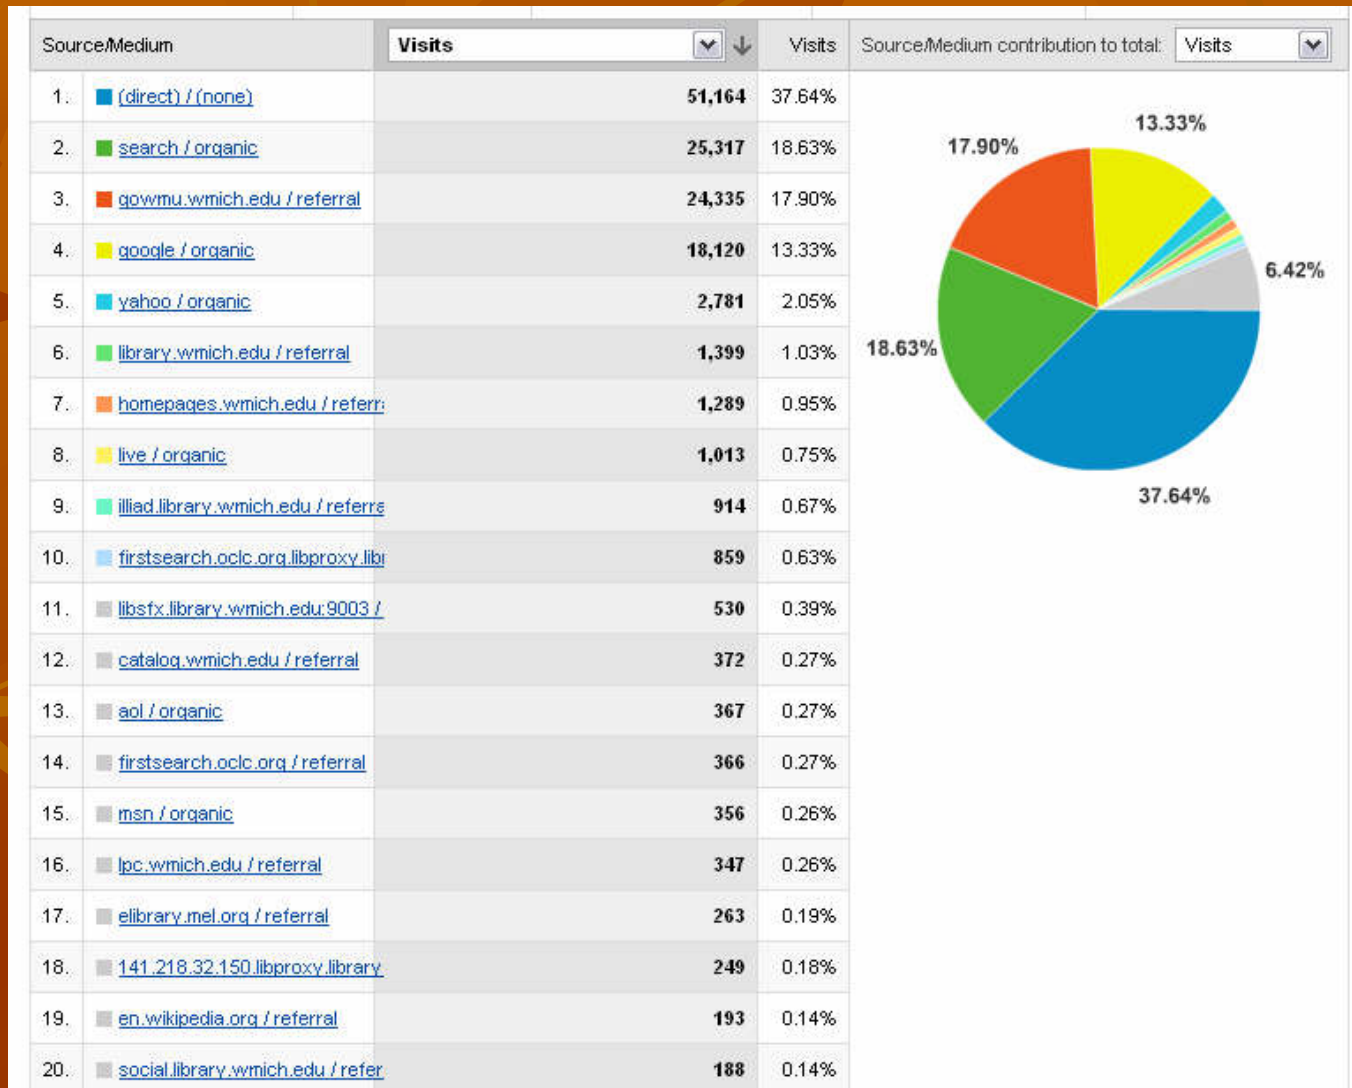 Source/Medium Visits Visits Source/Medium contribution to total: Visits
1. (direct) / (none) 51,164 37.64%
2. search / organic 25,317 18.63%
3. gowmu.wmich.edu / referral 24,335 17.90%
4. google / organic 18,120 13.33%
5. yahoo / organic 2,781 2.05%
6. library.wmich.edu / referral 1,399 1.03%
7. homepages.wmich.edu / referr 1,289 0.95%
8. live / organic 1,013 0.75%
9. illiad.library.wmich.edu / referra 914 0.67%
10. firstsearch.oclc.org.libproxy.lib 859 0.63%
11. libsfx.library.wmich.edu:9003 / 530 0.39%
12. catalog.wmich.edu / referral 372 0.27%
13. aol / organic 367 0.27%
14. firstsearch.oclc.org / referral 366 0.27%
15. msn / organic 356 0.26%
16. lpc.wmich.edu / referral 347 0.26%
17. elibrary.mel.org / referral 263 0.19%
18. 141.218.32.150.libproxy.library 249 0.18%
19. en.wikipedia.org / referral 193 0.14%
20. social.library.wmich.edu / refer 188 0.14%
13.33%
17.90%
6.42%
18.63%
37.64%